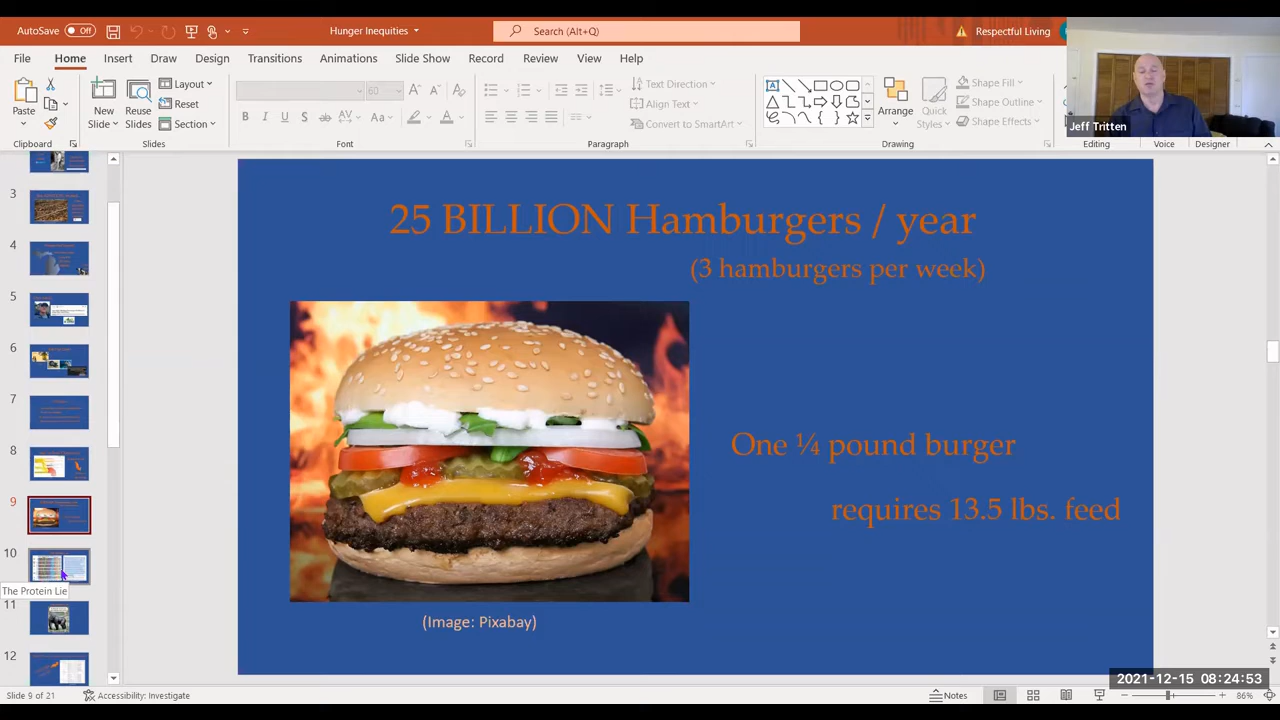 AutoSave Off
Hunger Inequities
Search (Alt+Q)
Respectful Living
File Home Insert Draw Design Transitions Animations Slide Show Record Review View Help
Paste
New Slide
Reuse Slides
Layout
Reset
Section
60
Text Direction
Align Text
Convert to SmartArt
Arrange
Quick Styles
Shape Fill
Shape Outline
Shape Effects
Jeff Tritten
Clipboard Slides Font Paragraph Drawing Editing Voice Designer
3
4
5
6
7
8
9
10
The Protein Lie
11
12
25 BILLION Hamburgers / year
(3 hamburgers per week)
One ¼ pound burger
requires 13.5 lbs. feed
(Image: Pixabay)
2021-12-15 08:24:53
Slide 9 of 21 Accessibility: Investigate Notes 86%